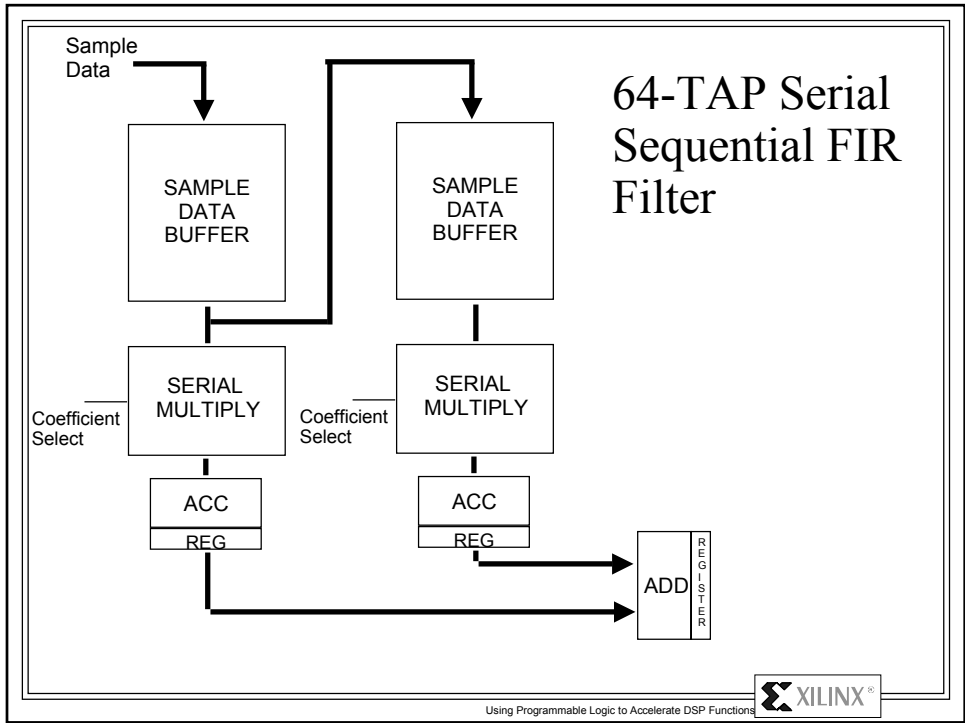 Sample
Data
64-TAP Serial
Sequential FIR
Filter
SAMPLE
DATA
BUFFER
SAMPLE
DATA
BUFFER
SERIAL
MULTIPLY
SERIAL
MULTIPLY
Coefficient
Select
Coefficient
Select
ACC
REG
ACC
REG
ADD
REGISTER
Using Programmable Logic to Accelerate DSP Functions
XILINX®